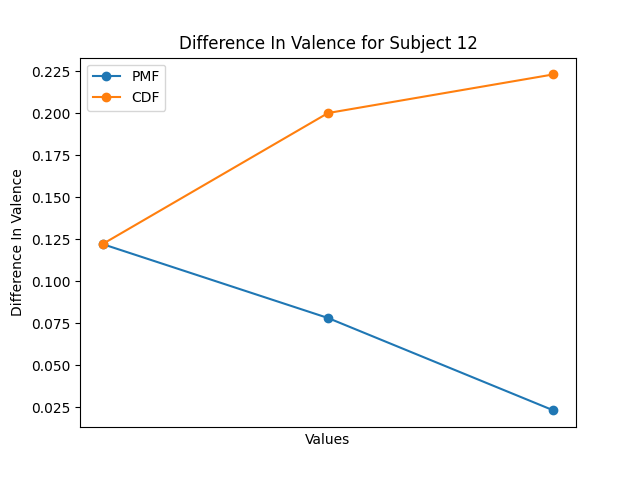 Difference In Valence for Subject 12
PMF
CDF
0.225
0.200
0.175
0.150
0.125
0.100
0.075
0.050
0.025
Difference In Valence
Values